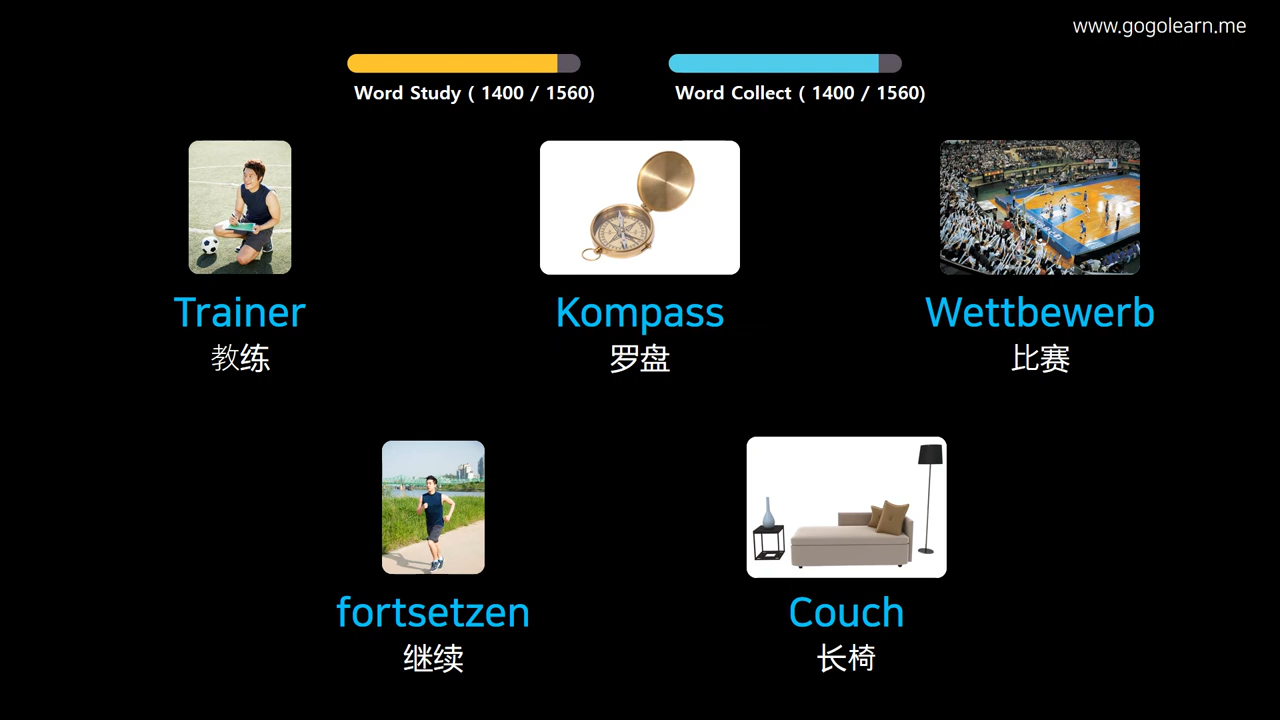 www.gogolearn.me
Word Study ( 1400 / 1560)
Word Collect ( 1400 / 1560)
Trainer
教练
Kompass
罗盘
Wettbewerb
比赛
fortsetzen
继续
Couch
长椅